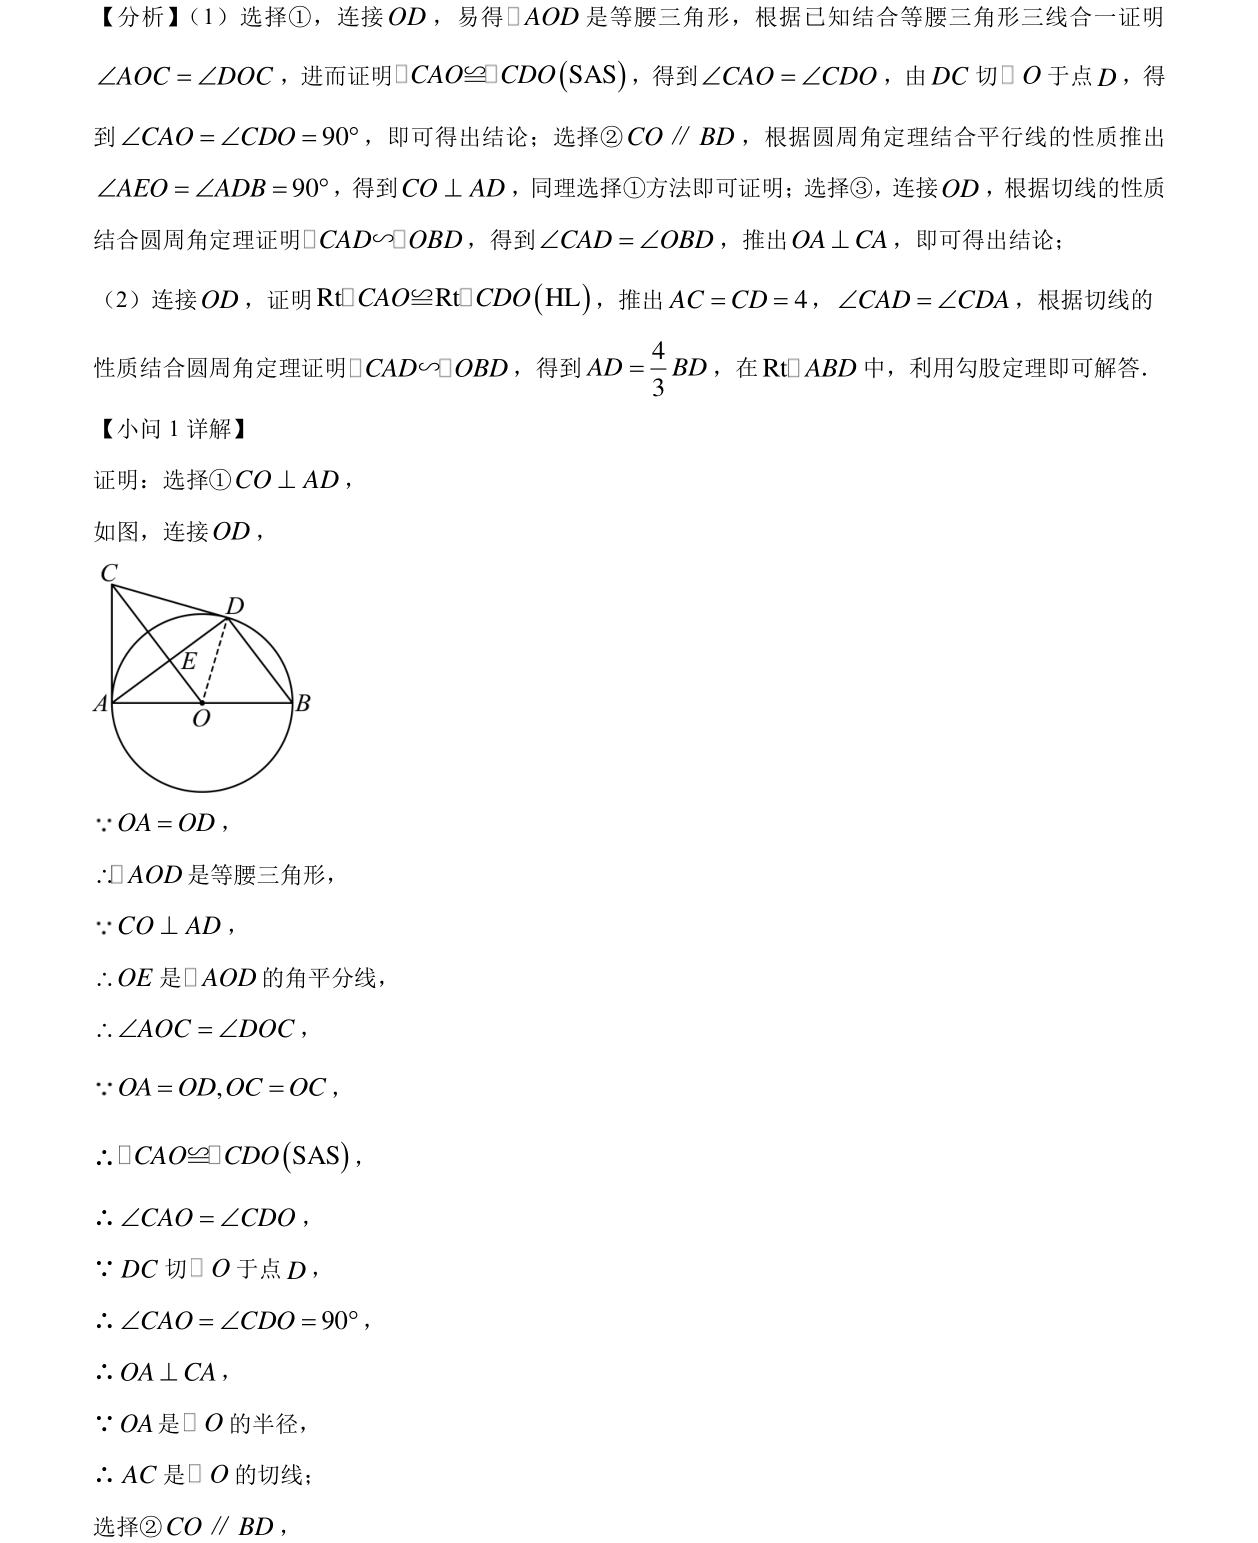 【分析】（1）选择①，连接OD，易得□AOD是等腰三角形，根据已知结合等腰三角形三线合一证明
∠AOC=∠DOC，进而证明□CAO≌□CDO(SAS)，得到∠CAO=∠CDO，由DC切□O于点D，得
到∠CAO=∠CDO=90°，即可得出结论；选择②CO∥BD，根据圆周角定理结合平行线的性质推出
∠AEO=∠ADB=90°，得到CO⊥AD，同理选择①方法即可证明；选择③，连接OD，根据切线的性质
结合圆周角定理证明□CAD∽□OBD，得到∠CAD=∠OBD，推出OA⊥CA，即可得出结论；
（2）连接OD，证明Rt□CAO≌Rt□CDO(HL)，推出AC=CD=4，∠CAD=∠CDA，根据切线的
性质结合圆周角定理证明□CAD∽□OBD，得到AD=4/3BD，在Rt□ABD中，利用勾股定理即可解答．
【小问1详解】
证明：选择①CO⊥AD，
如图，连接OD，
C
D
E
A
B
O
∵OA=OD，
∴□AOD是等腰三角形，
∵CO⊥AD，
∴OE是□AOD的角平分线，
∴∠AOC=∠DOC，
∵OA=OD,OC=OC，
∴□CAO≌□CDO(SAS)，
∴∠CAO=∠CDO，
∵DC切□O于点D，
∴∠CAO=∠CDO=90°，
∴OA⊥CA，
∵OA是□O的半径，
∴AC是□O的切线；
选择②CO∥BD，